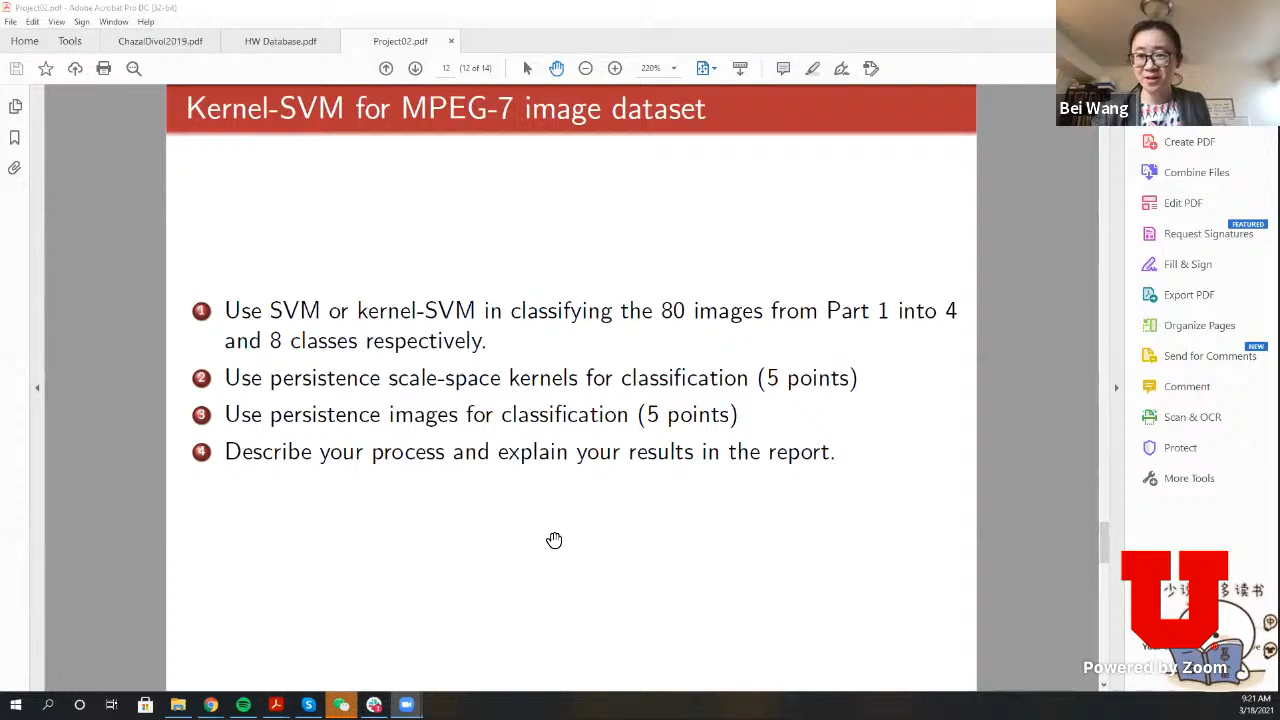 Project02.pdf - Adobe Acrobat Pro DC (32-bit)
File Edit View Sign Window Help
Home Tools ChazalDivol2019.pdf HW Database.pdf Project02.pdf ×
12 (12 of 14) 220%
Kernel-SVM for MPEG-7 image dataset
1 Use SVM or kernel-SVM in classifying the 80 images from Part 1 into 4
and 8 classes respectively.
2 Use persistence scale-space kernels for classification (5 points)
3 Use persistence images for classification (5 points)
4 Describe your process and explain your results in the report.
Bei Wang
Create PDF
Combine Files
Edit PDF
FEATURED
Request Signatures
Fill & Sign
Export PDF
Organize Pages
NEW
Send for Comments
Comment
Scan & OCR
Protect
More Tools
U
多读书
Powered by Zoom
9:21 AM
3/18/2021